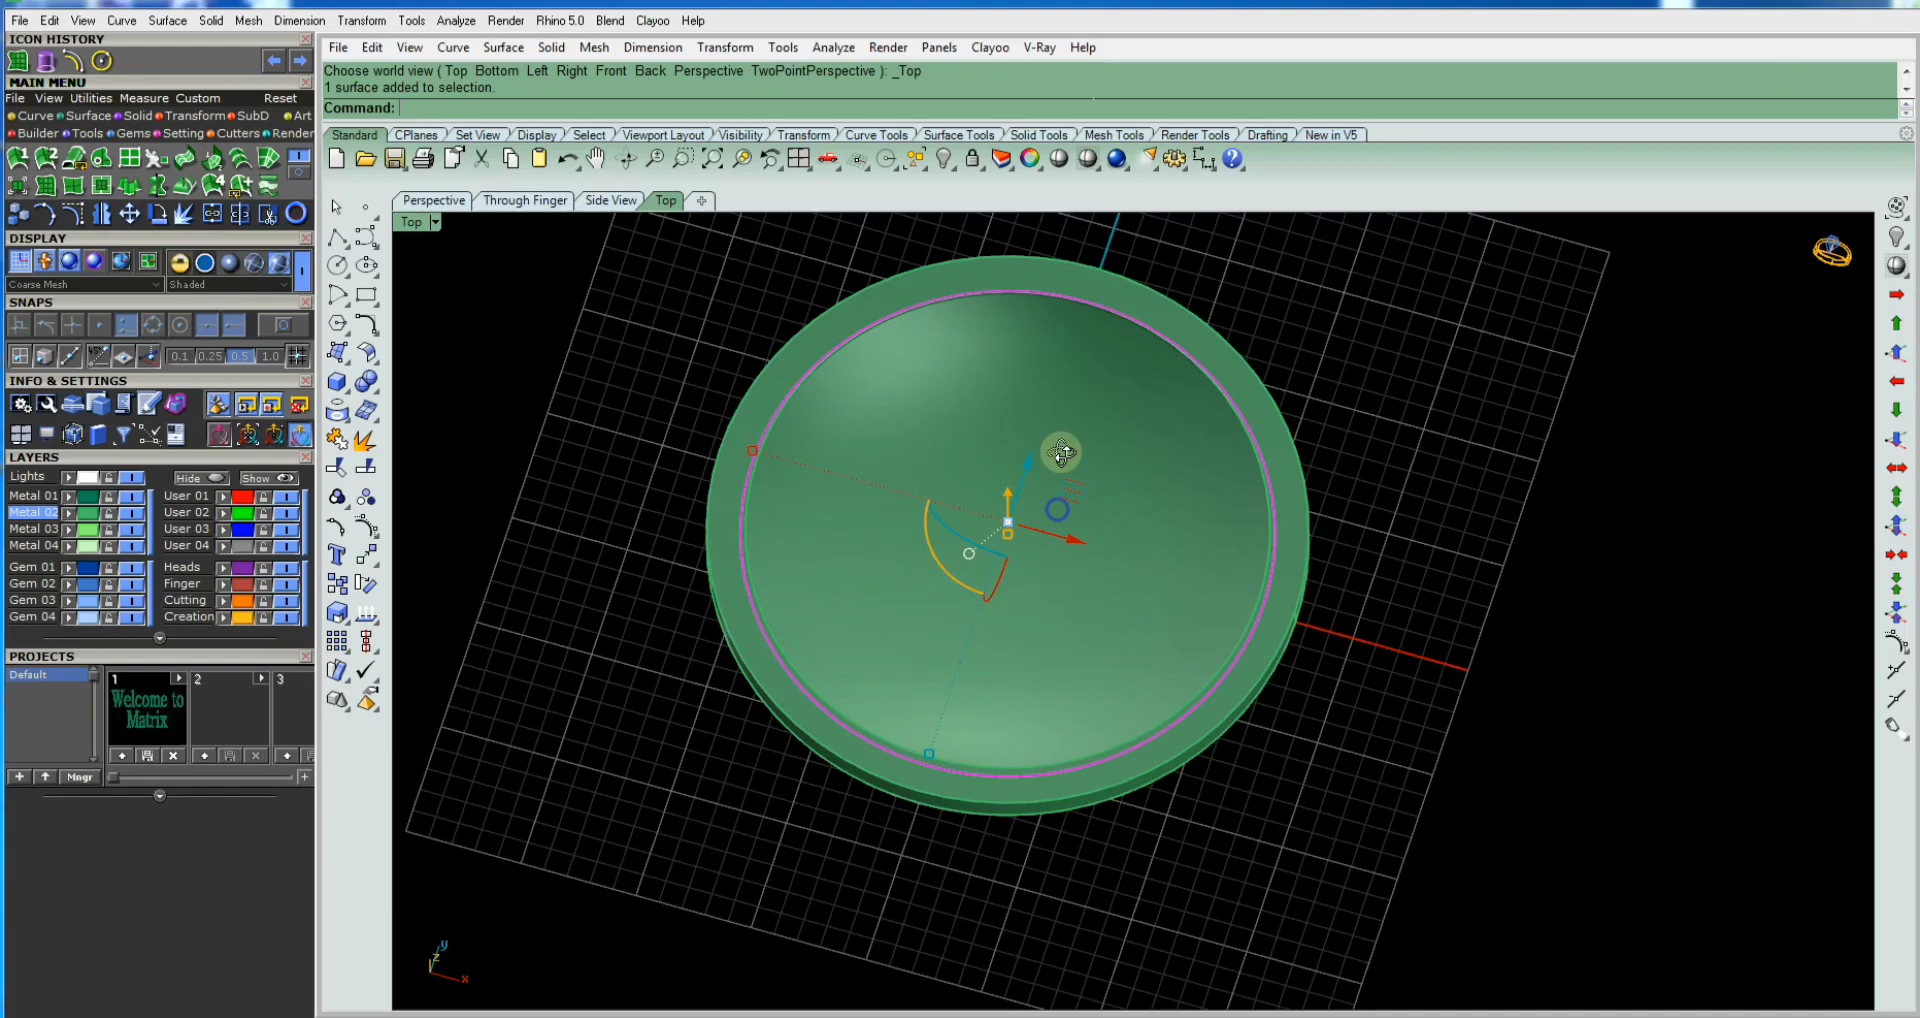 File Edit View Curve Surface Solid Mesh Dimension Transform Tools Analyze Render Rhino 5.0 Blend Clayoo Help
ICON HISTORY
MAIN MENU
File View Utilities Measure Custom Reset
Curve Surface Solid Transform SubD Art
Builder Tools Gems Setting Cutters Render
DISPLAY
Coarse Mesh Shaded
SNAPS
0.1 0.25 0.5 1.0
INFO & SETTINGS
LAYERS
Lights Hide Show
Metal 01 User 01
Metal 02 User 02
Metal 03 User 03
Metal 04 User 04
Gem 01 Heads
Gem 02 Finger
Gem 03 Cutting
Gem 04 Creation
PROJECTS
Default
1 2 3
Welcome to
Matrix
Mngr
File Edit View Curve Surface Solid Mesh Dimension Transform Tools Analyze Render Panels Clayoo V-Ray Help
Choose world view ( Top Bottom Left Right Front Back Perspective TwoPointPerspective ): _Top
1 surface added to selection.
Command:
Standard CPlanes Set View Display Select Viewport Layout Visibility Transform Curve Tools Surface Tools Solid Tools Mesh Tools Render Tools Drafting New in V5
Perspective Through Finger Side View Top
Top
y
z
x